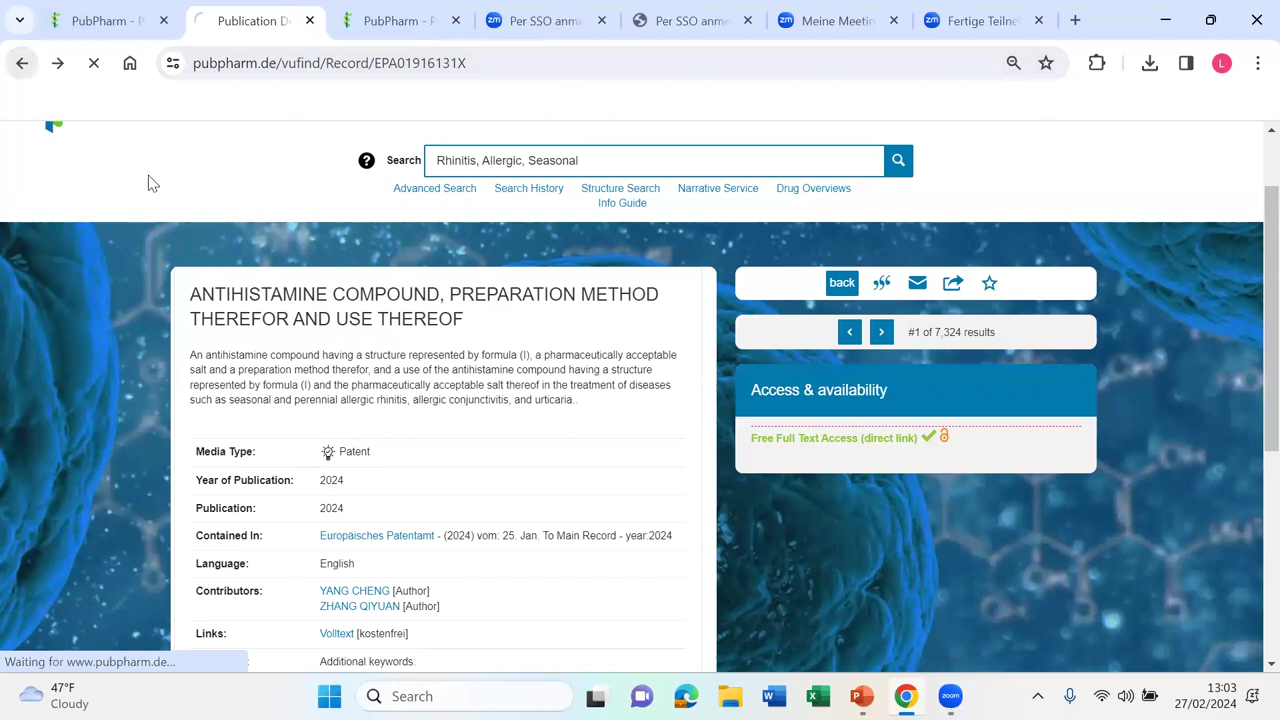 PubPharm -
Publication De
PubPharm -
Per SSO anme
Per SSO anme
Meine Meetin
Fertige Teilneh
pubpharm.de/vufind/Record/EPA01916131X
L
? Search Rhinitis, Allergic, Seasonal
Advanced Search Search History Structure Search Narrative Service Drug Overviews
Info Guide
ANTIHISTAMINE COMPOUND, PREPARATION METHOD
THEREFOR AND USE THEREOF
An antihistamine compound having a structure represented by formula (I), a pharmaceutically acceptable
salt and a preparation method therefor, and a use of the antihistamine compound having a structure
represented by formula (I) and the pharmaceutically acceptable salt thereof in the treatment of diseases
such as seasonal and perennial allergic rhinitis, allergic conjunctivitis, and urticaria..
Media Type: Patent
Year of Publication: 2024
Publication: 2024
Contained In: Europäisches Patentamt - (2024) vom: 25. Jan. To Main Record - year:2024
Language: English
Contributors: YANG CHENG [Author]
ZHANG QIYUAN [Author]
Links: Volltext [kostenfrei]
Additional keywords:
back
#1 of 7,324 results
Access & availability
Free Full Text Access (direct link)
Waiting for www.pubpharm.de...
47°F
Cloudy
Search
13:03
27/02/2024